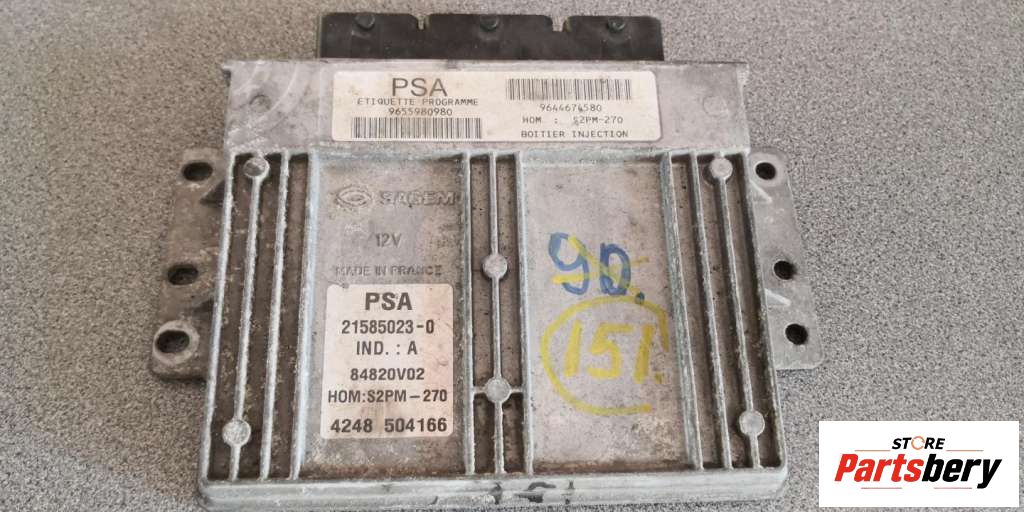 PSA
ETIQUETTE PROGRAMME
9655980980
9644674580
HOM. : S2PM-270
BOITIER INJECTION
SAGEM
12V
MADE IN FRANCE
PSA
21585023-0
IND. : A
84820V02
HOM:S2PM-270
4248 504166
90.
151.
STORE
Partsbery